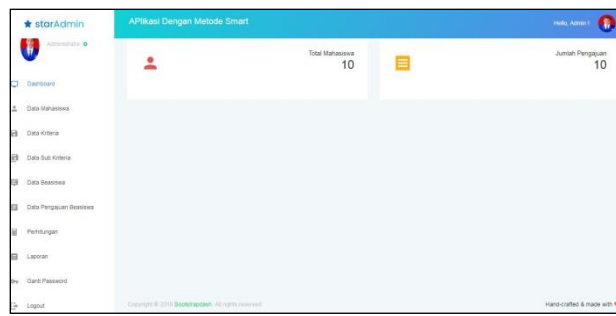 starAdmin
APlikasi Dengan Metode Smart
Hello, Admin !
Administrator
Total Mahasiswa
10
Jumlah Pengajuan
10
Dashboard
Data Mahasiswa
Data Kriteria
Data Sub Kriteria
Data Beasiswa
Data Pengajuan Beasiswa
Perhitungan
Laporan
Ganti Password
Logout
Copyright © 2018 Bootstrapdash. All rights reserved.
Hand-crafted & made with